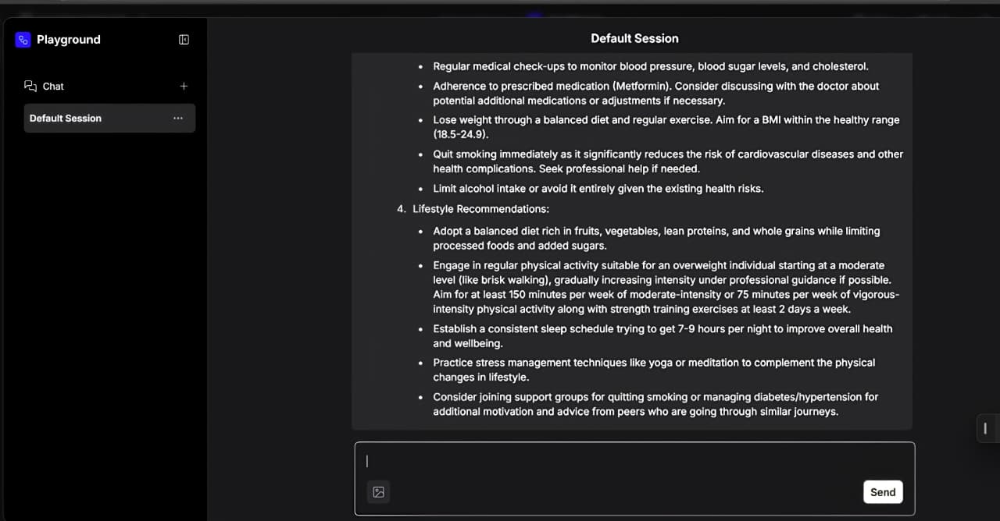 Playground
Default Session
Chat
+
Default Session
...
• Regular medical check-ups to monitor blood pressure, blood sugar levels, and cholesterol.
• Adherence to prescribed medication (Metformin). Consider discussing with the doctor about
potential additional medications or adjustments if necessary.
• Lose weight through a balanced diet and regular exercise. Aim for a BMI within the healthy range
(18.5-24.9).
• Quit smoking immediately as it significantly reduces the risk of cardiovascular diseases and other
health complications. Seek professional help if needed.
• Limit alcohol intake or avoid it entirely given the existing health risks.
4. Lifestyle Recommendations:
• Adopt a balanced diet rich in fruits, vegetables, lean proteins, and whole grains while limiting
processed foods and added sugars.
• Engage in regular physical activity suitable for an overweight individual starting at a moderate
level (like brisk walking), gradually increasing intensity under professional guidance if possible.
Aim for at least 150 minutes per week of moderate-intensity or 75 minutes per week of vigorous-
intensity physical activity along with strength training exercises at least 2 days a week.
• Establish a consistent sleep schedule trying to get 7-9 hours per night to improve overall health
and wellbeing.
• Practice stress management techniques like yoga or meditation to complement the physical
changes in lifestyle.
• Consider joining support groups for quitting smoking or managing diabetes/hypertension for
additional motivation and advice from peers who are going through similar journeys.
Send